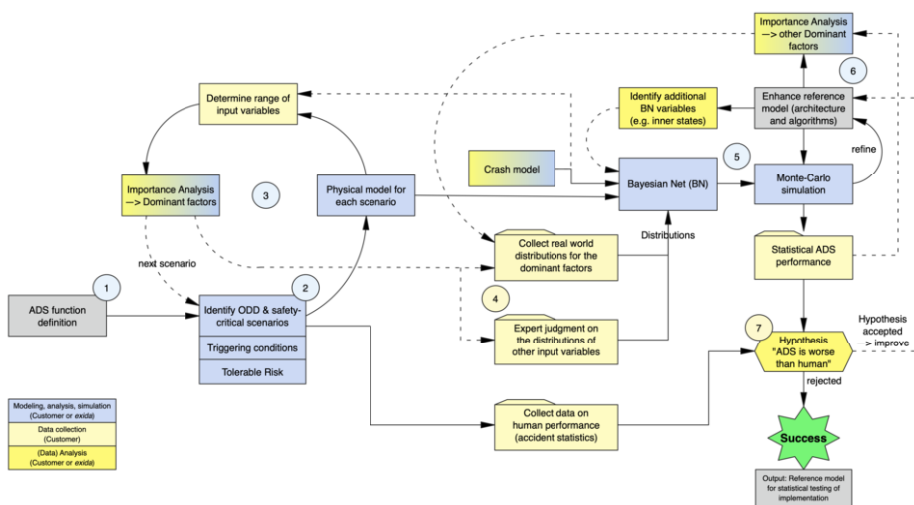 Importance Analysis
—> other Dominant
factors
6
Determine range of
input variables
Identify additional
BN variables
(e.g. inner states)
Enhance reference
model (architecture
and algorithms)
refine
5
Crash model
Bayesian Net (BN)
Monte-Carlo
simulation
Importance Analysis
—> Dominant factors
3
Physical model for
each scenario
Distributions
Collect real world
distributions for the
dominant factors
Statistical ADS
performance
next scenario
1
2
4
ADS function
definition
Identify ODD & safety-
critical scenarios
Triggering conditions
Tolerable Risk
Expert judgment on
the distributions of
other input variables
7
Hypothesis
"ADS is worse
than human"
Hypothesis
accepted
—> improve
rejected
Collect data on
human performance
(accident statistics)
Success
Modeling, analysis, simulation
(Customer or exida)
Data collection
(Customer)
(Data) Analysis
(Customer or exida)
Output: Reference model
for statistical testing of
implementation